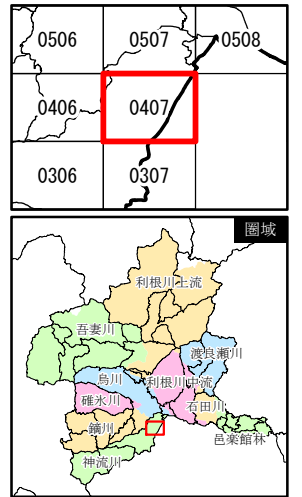 0506 0507 0508
0406 0407
0306 0307
圏域
利根川上流
吾妻川
渡良瀬川
烏川 利根川中流
碓氷川
石田川
鏑川
邑楽館林
神流川